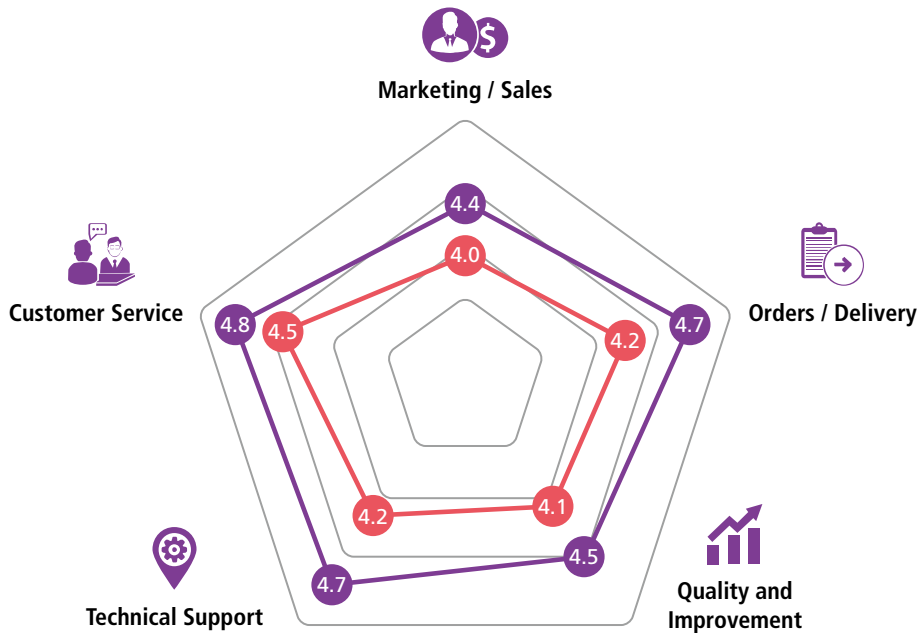 $
Marketing / Sales
4.4
4.0
Customer Service
4.8
4.5
4.2
4.7
Orders / Delivery
4.2
4.1
4.7
4.5
Technical Support
Quality and
Improvement